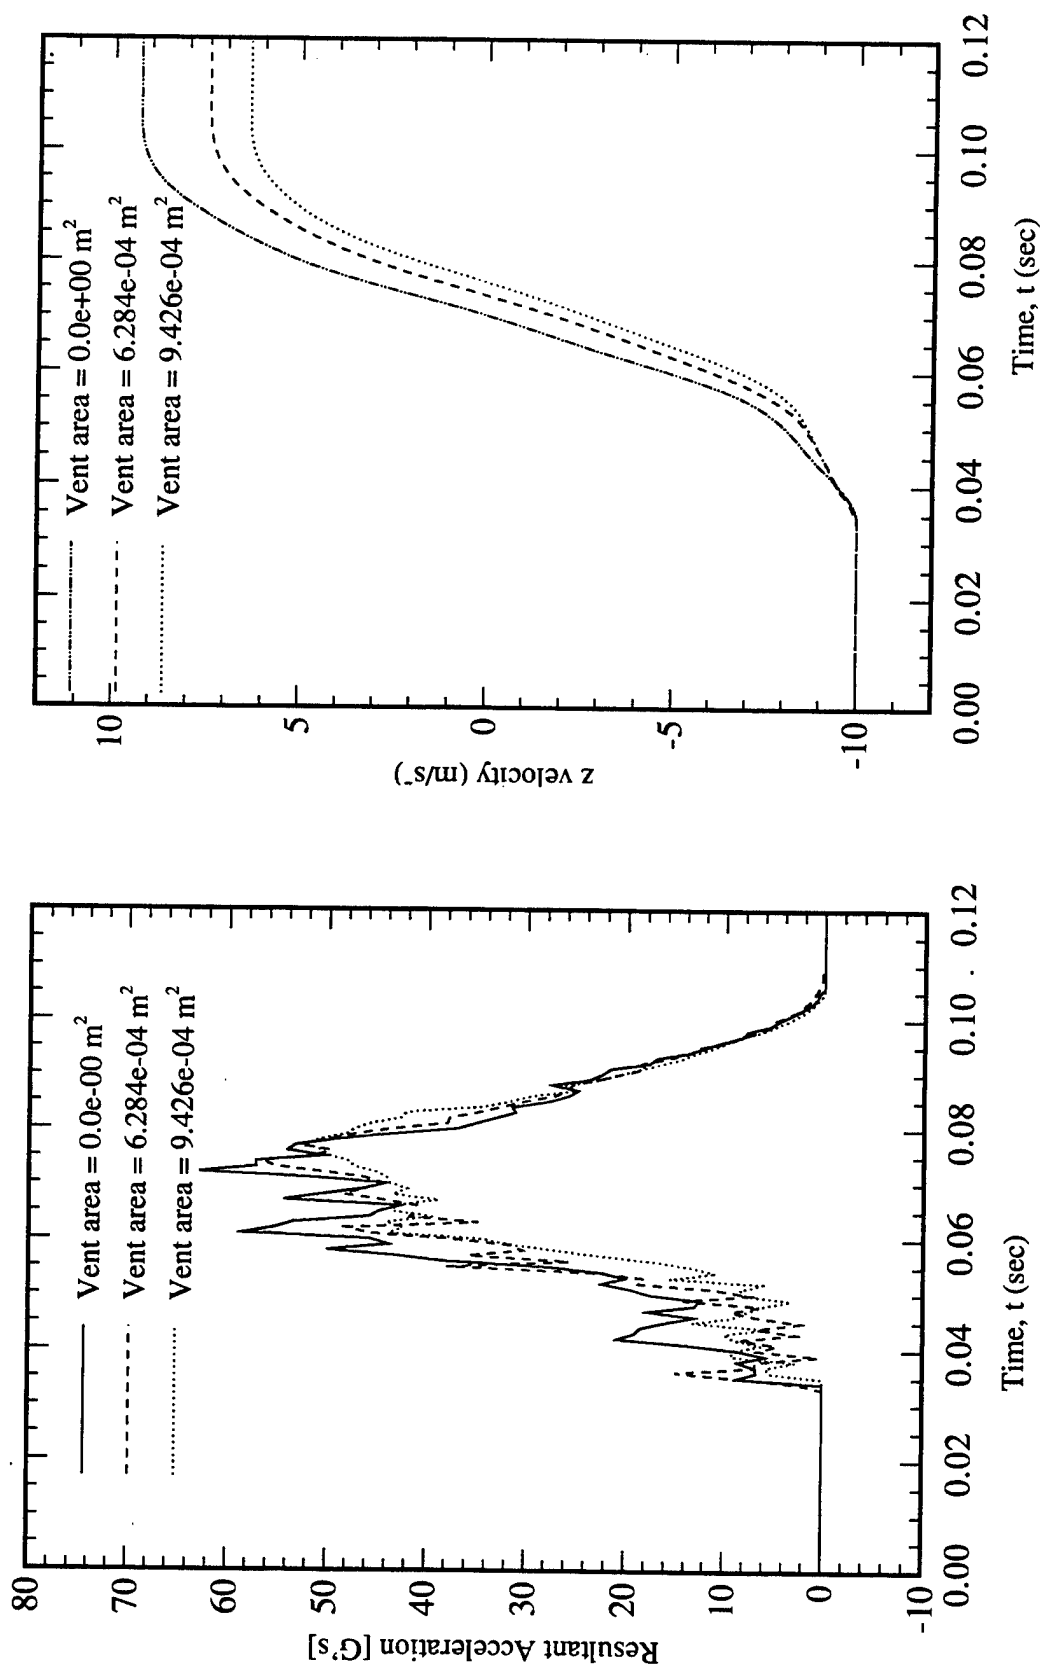 80
70
60
50
40
30
20
10
0
-10
Resultant Acceleration [G's]
Vent area = 0.0e-00 m²
Vent area = 6.284e-04 m²
Vent area = 9.426e-04 m²
0.00 0.02 0.04 0.06 0.08 0.10 0.12
Time, t (sec)
10
5
0
-5
-10
z velocity (m/s)
Vent area = 0.0e+00 m²
Vent area = 6.284e-04 m²
Vent area = 9.426e-04 m²
0.00 0.02 0.04 0.06 0.08 0.10 0.12
Time, t (sec)